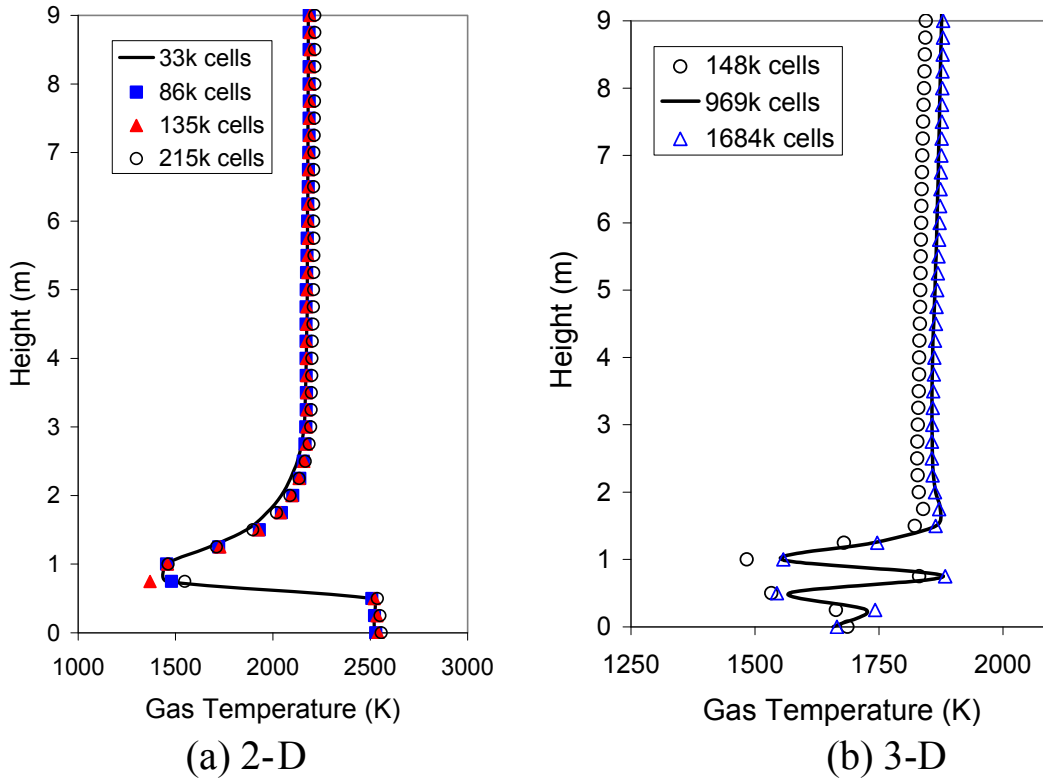 9
8
7
6
5
4
3
2
1
0
Height (m)
33k cells
86k cells
135k cells
215k cells
1000 1500 2000 2500 3000
Gas Temperature (K)
(a) 2-D
9
8
7
6
5
4
3
2
1
0
Height (m)
148k cells
969k cells
1684k cells
1250 1500 1750 2000
Gas Temperature (K)
(b) 3-D